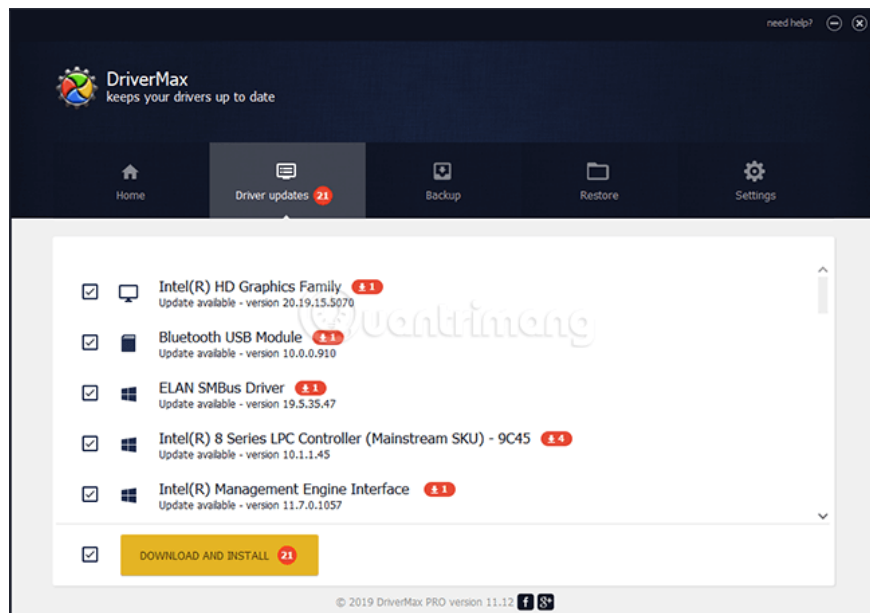 need help?
DriverMax
keeps your drivers up to date
Home
Driver updates 21
Backup
Restore
Settings
Intel(R) HD Graphics Family 1
Update available - version 20.19.15.5070
Bluetooth USB Module 1
Update available - version 10.0.0.910
ELAN SMBus Driver 1
Update available - version 19.5.35.47
Intel(R) 8 Series LPC Controller (Mainstream SKU) - 9C45 4
Update available - version 10.1.1.45
Intel(R) Management Engine Interface 1
Update available - version 11.7.0.1057
uantrimang
DOWNLOAD AND INSTALL 21
© 2019 DriverMax PRO version 11.12 f g+